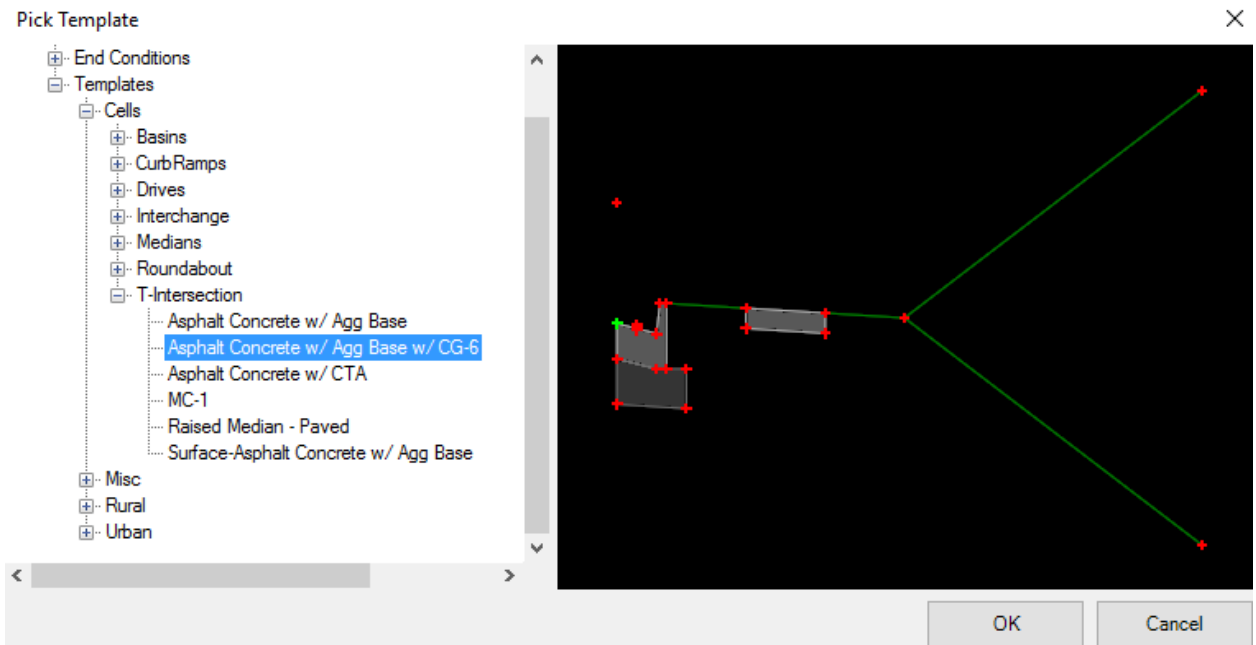 Pick Template
End Conditions
Templates
Cells
Basins
CurbRamps
Drives
Interchange
Medians
Roundabout
T-Intersection
Asphalt Concrete w/ Agg Base
Asphalt Concrete w/ Agg Base w/ CG-6
Asphalt Concrete w/ CTA
MC-1
Raised Median - Paved
Surface-Asphalt Concrete w/ Agg Base
Misc
Rural
Urban
OK Cancel